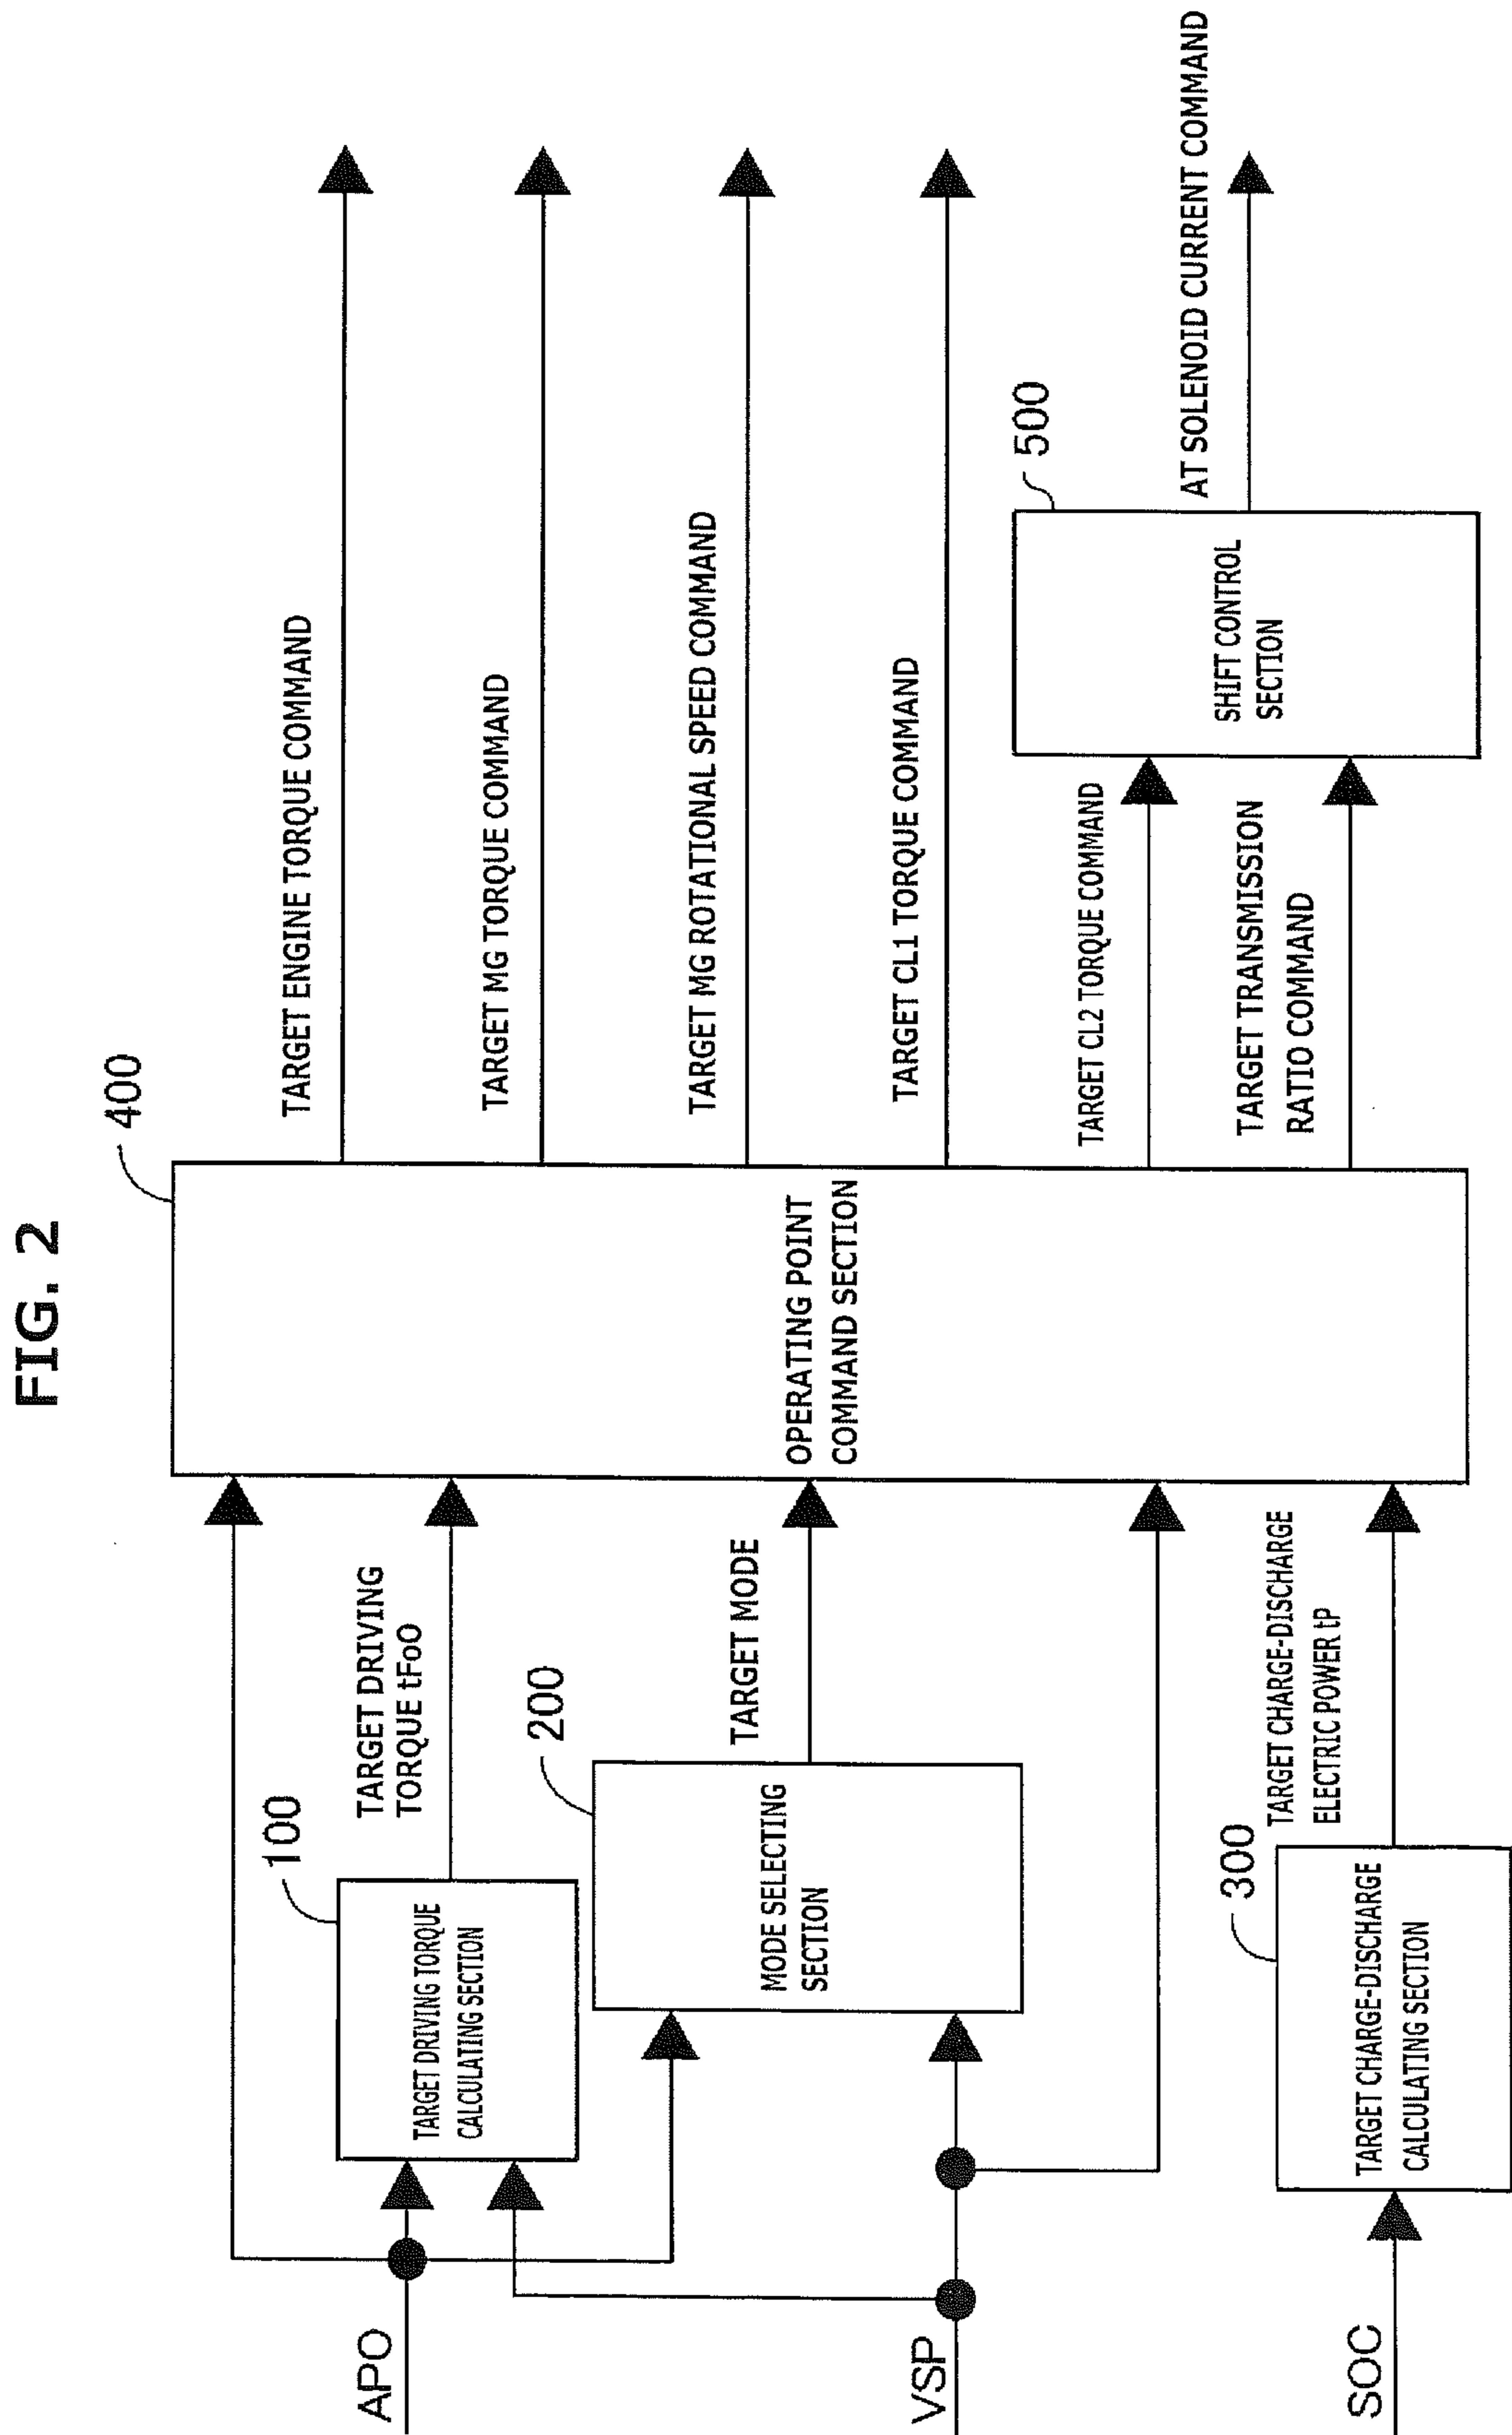 FIG. 2
APO
VSP
SOC
100
TARGET DRIVING TORQUE
CALCULATING SECTION
TARGET DRIVING
TORQUE tFoO
200
MODE SELECTING
SECTION
TARGET MODE
300
TARGET CHARGE-DISCHARGE
CALCULATING SECTION
TARGET CHARGE-DISCHARGE
ELECTRIC POWER tP
400
OPERATING POINT
COMMAND SECTION
TARGET ENGINE TORQUE COMMAND
TARGET MG TORQUE COMMAND
TARGET MG ROTATIONAL SPEED COMMAND
TARGET CL1 TORQUE COMMAND
TARGET CL2 TORQUE COMMAND
TARGET TRANSMISSION
RATIO COMMAND
500
SHIFT CONTROL
SECTION
AT SOLENOID CURRENT COMMAND